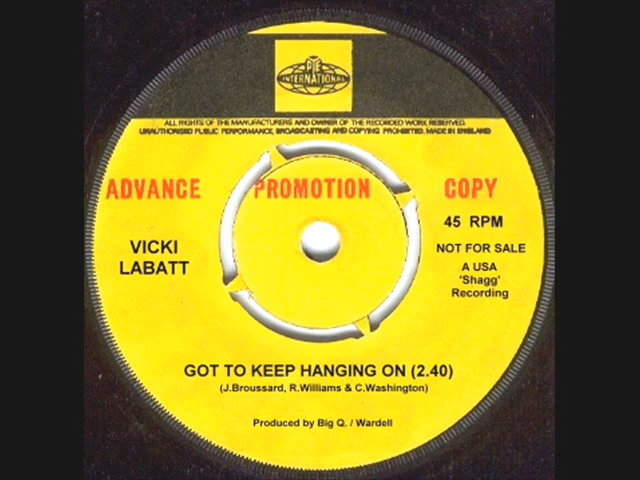 PYE
INTERNATIONAL
ALL RIGHTS OF THE MANUFACTURERS AND OWNER OF THE RECORDED WORK RESERVED.
UNAUTHORISED PUBLIC PERFORMANCE, BROADCASTING AND COPYING PROHIBITED. MADE IN ENGLAND
ADVANCE PROMOTION COPY
45 RPM
VICKI
LABATT
NOT FOR SALE
A USA
'Shagg'
Recording
GOT TO KEEP HANGING ON (2.40)
(J.Broussard, R.Williams & C.Washington)
Produced by Big Q. / Wardell